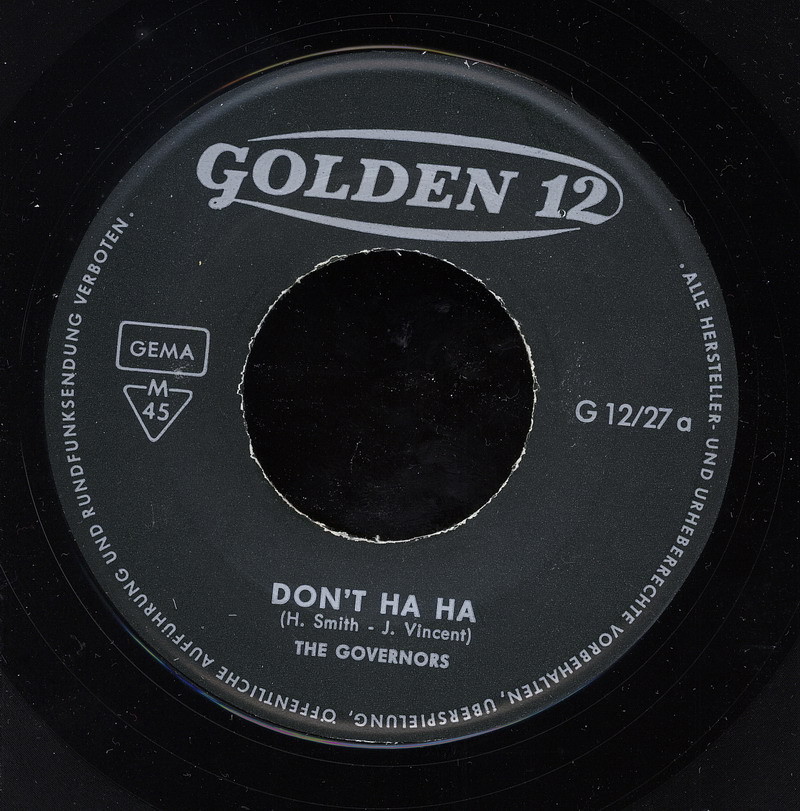 GOLDEN 12
GEMA
M
45
G 12/27 a
DON'T HA HA
(H. Smith - J. Vincent)
THE GOVERNORS
· ALLE HERSTELLER- UND URHEBERRECHTE VORBEHALTEN, ÜBERSPIELUNG, ÖFFENTLICHE AUFFÜHRUNG UND RUNDFUNKSENDUNG VERBOTEN ·